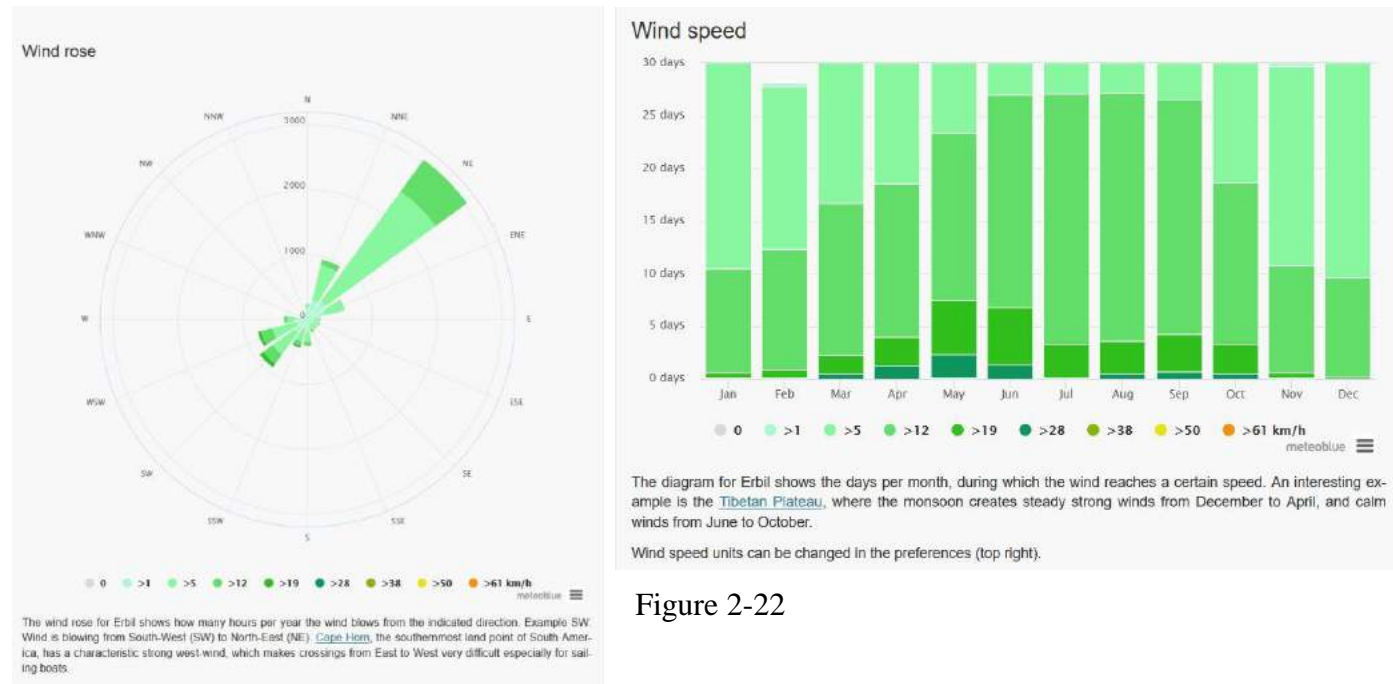 Wind rose
N
NNW
3000
NNE
NW
NE
2000
WNW
1000
ENE
W
0
E
WSW
ESE
SW
SE
SSW
SSE
S
0 >1 >5 >12 >19 >28 >38 >50 >61 km/h
meteoblue
The wind rose for Erbil shows how many hours per year the wind blows from the indicated direction. Example SW:
Wind is blowing from South-West (SW) to North-East (NE). Cape Horn, the southernmost land point of South Amer-
ica, has a characteristic strong west-wind, which makes crossings from East to West very difficult especially for sail-
ing boats.
Wind speed
30 days
25 days
20 days
15 days
10 days
5 days
0 days
Jan Feb Mar Apr May Jun Jul Aug Sep Oct Nov Dec
0 >1 >5 >12 >19 >28 >38 >50 >61 km/h
meteoblue
The diagram for Erbil shows the days per month, during which the wind reaches a certain speed. An interesting ex-
ample is the Tibetan Plateau, where the monsoon creates steady strong winds from December to April, and calm
winds from June to October.
Wind speed units can be changed in the preferences (top right).
Figure 2-22